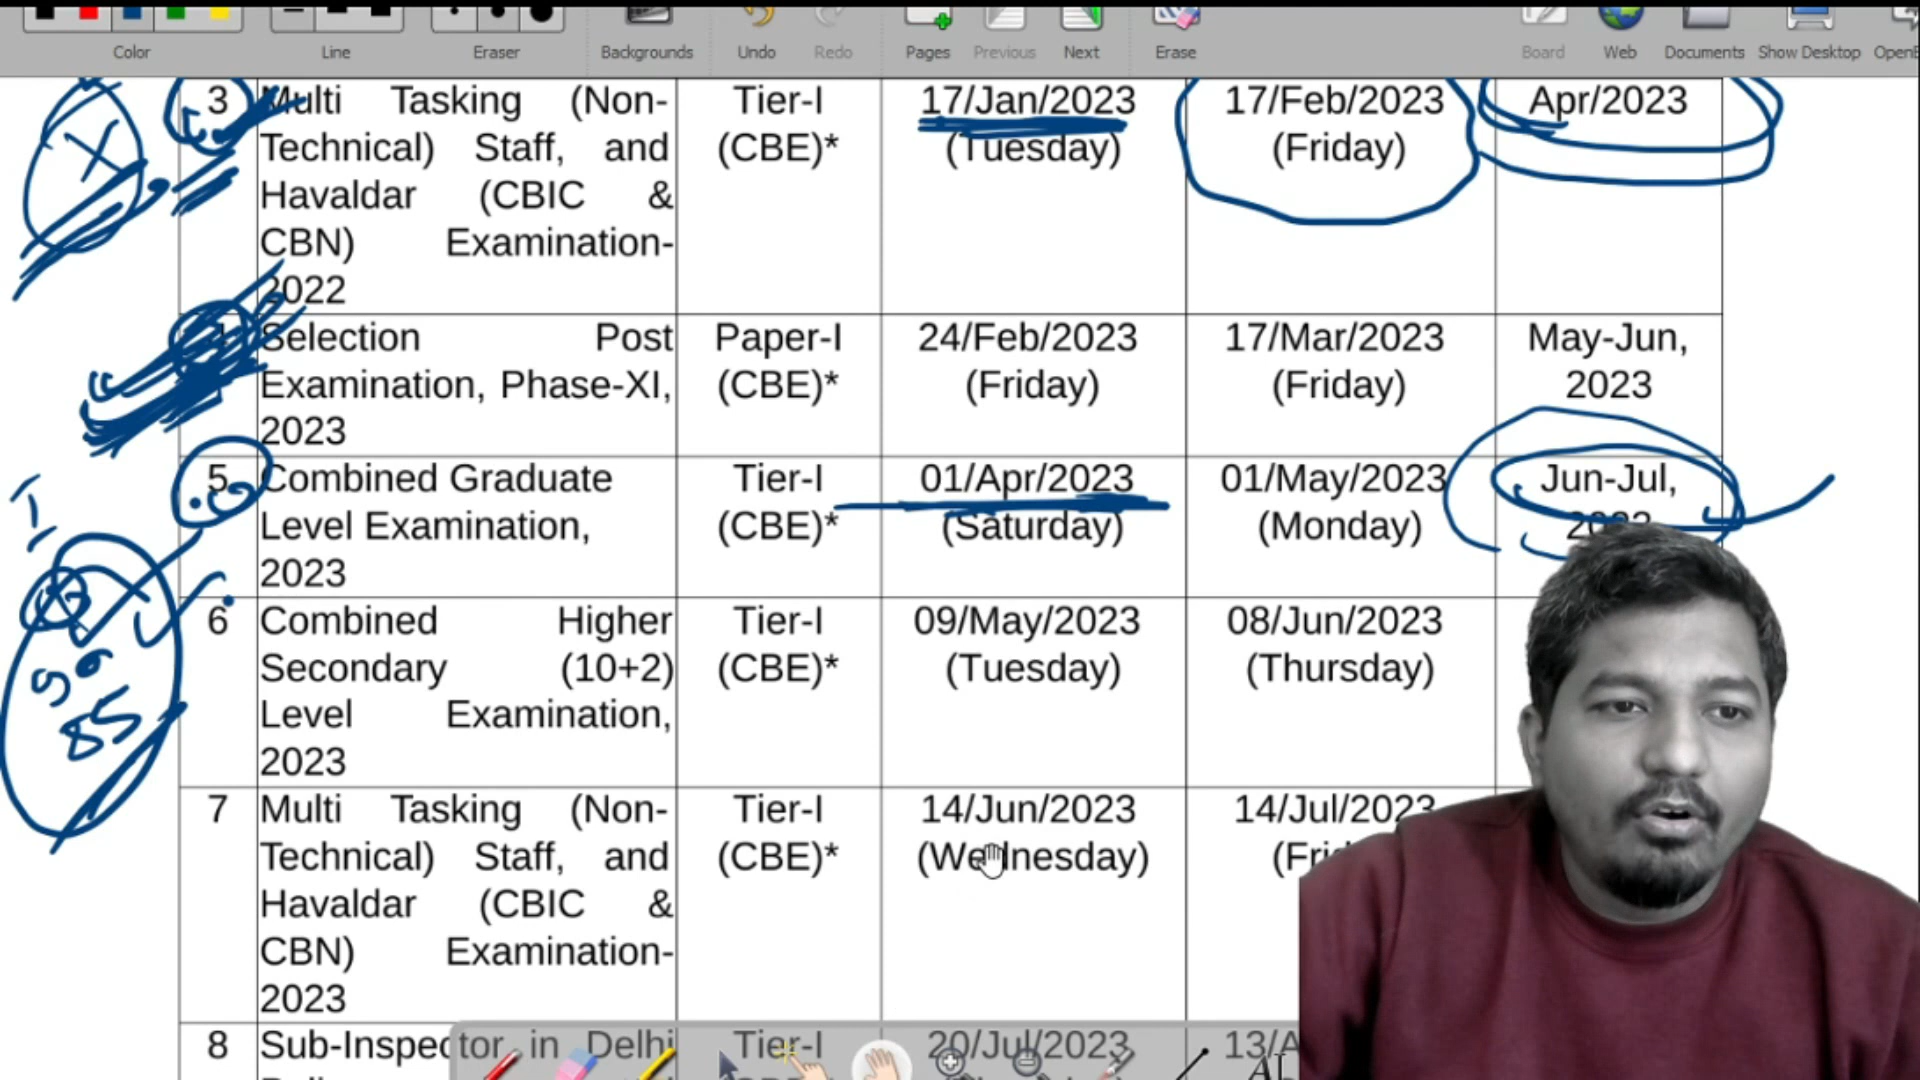 Color Line Eraser Backgrounds Undo Redo Pages Previous Next Erase Board Web Documents Show Desktop
3 Multi Tasking (Non- Tier-I 17/Jan/2023 17/Feb/2023 Apr/2023
Technical) Staff, and (CBE)* (Tuesday) (Friday)
Havaldar (CBIC &
CBN) Examination-
2022
Selection Post Paper-I 24/Feb/2023 17/Mar/2023 May-Jun,
Examination, Phase-XI, (CBE)* (Friday) (Friday) 2023
2023
5 Combined Graduate Tier-I 01/Apr/2023 01/May/2023 Jun-Jul,
Level Examination, (CBE)* (Saturday) (Monday) 2023
2023
6 Combined Higher Tier-I 09/May/2023 08/Jun/2023
Secondary (10+2) (CBE)* (Tuesday) (Thursday)
90
85
Level Examination,
2023
7 Multi Tasking (Non- Tier-I 14/Jun/2023 14/Jul/2023
Technical) Staff, and (CBE)* (Wednesday)
Havaldar (CBIC &
CBN) Examination-
2023
8 Sub-Inspector in Delhi Tier-I 20/Jul/2023